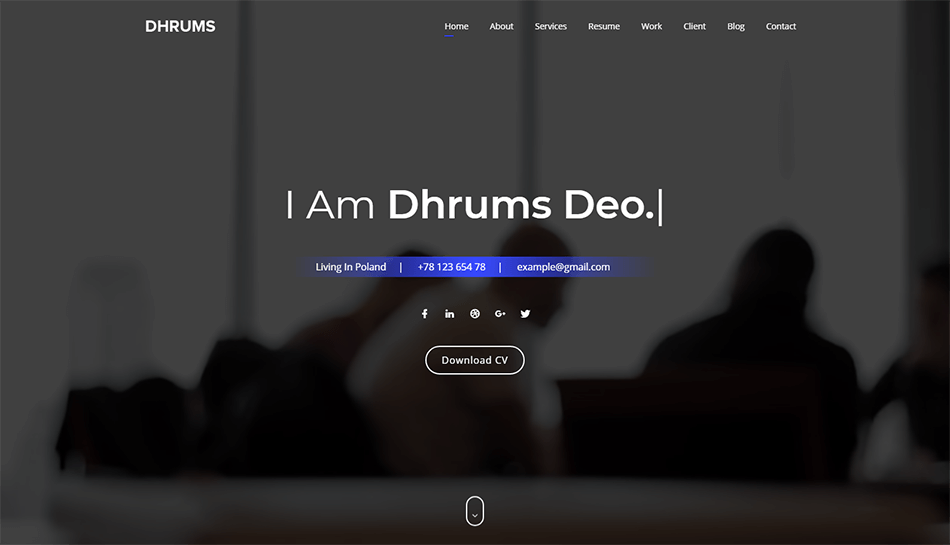 DHRUMS
Home About Services Resume Work Client Blog Contact
I Am Dhrums Deo.|
Living In Poland | +78 123 654 78 | example@gmail.com
Download CV